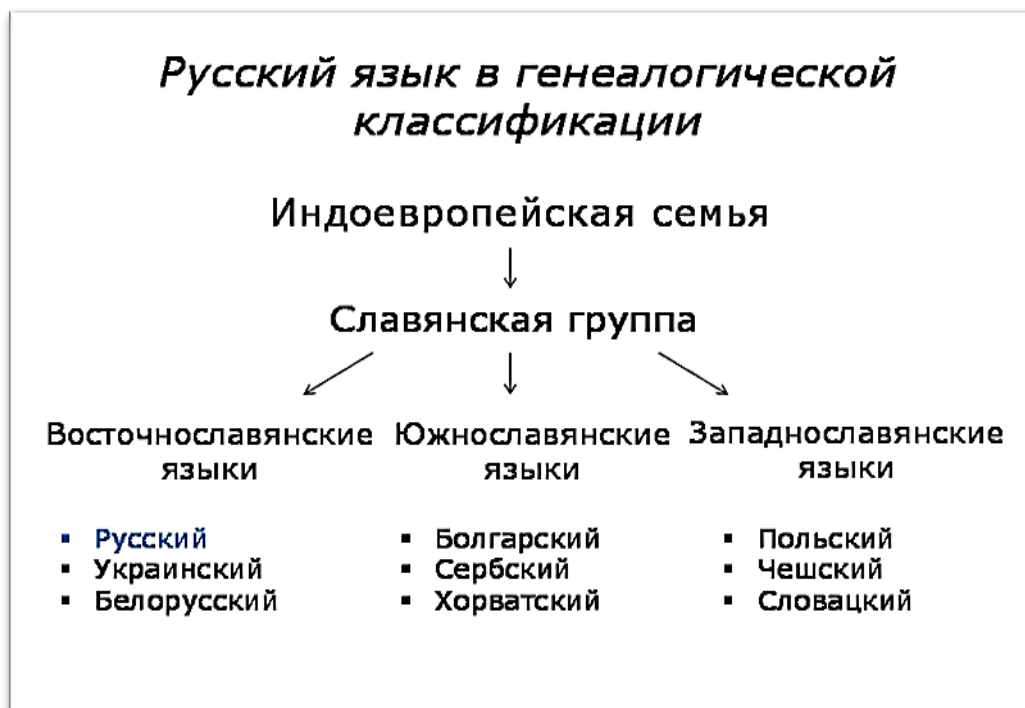 Русский язык в генеалогической
классификации
Индоевропейская семья
Славянская группа
Восточнославянские
языки
Южнославянские
языки
Западнославянские
языки
▪ Русский
▪ Украинский
▪ Белорусский
▪ Болгарский
▪ Сербский
▪ Хорватский
▪ Польский
▪ Чешский
▪ Словацкий